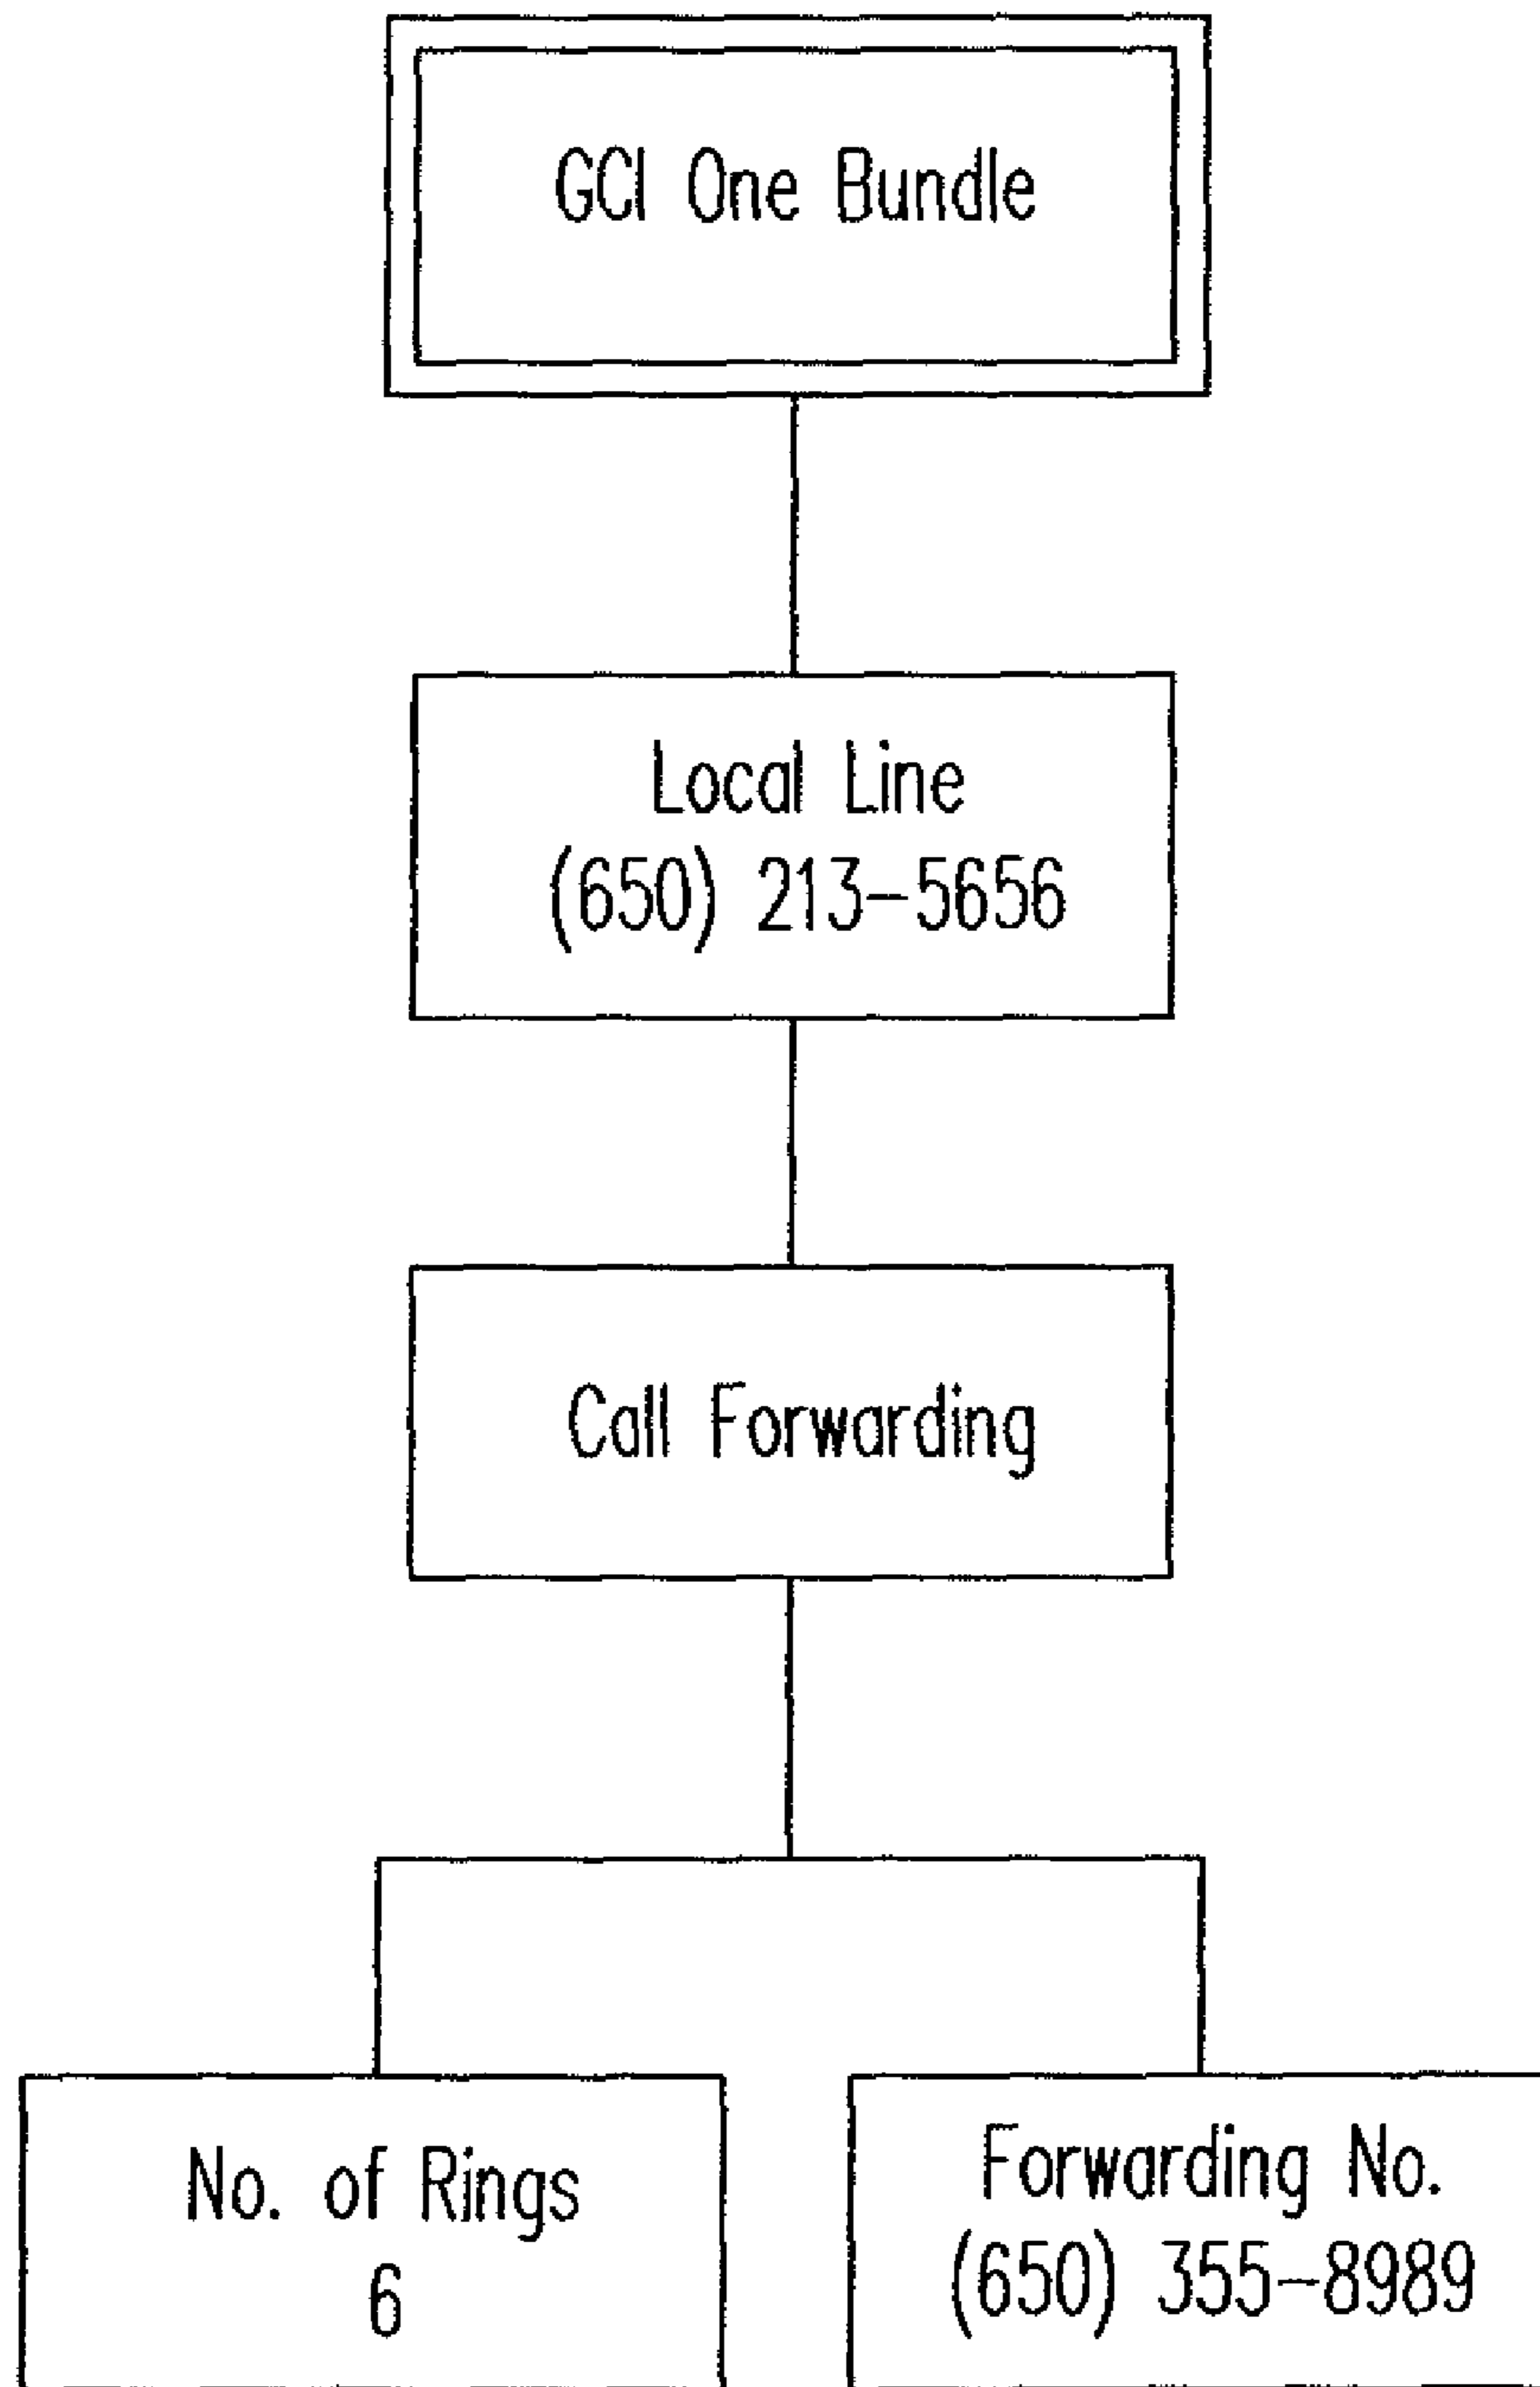 GCI One Bundle
Local Line
(650) 213-5656
Call Forwarding
No. of Rings
6
Forwarding No.
(650) 355-8989